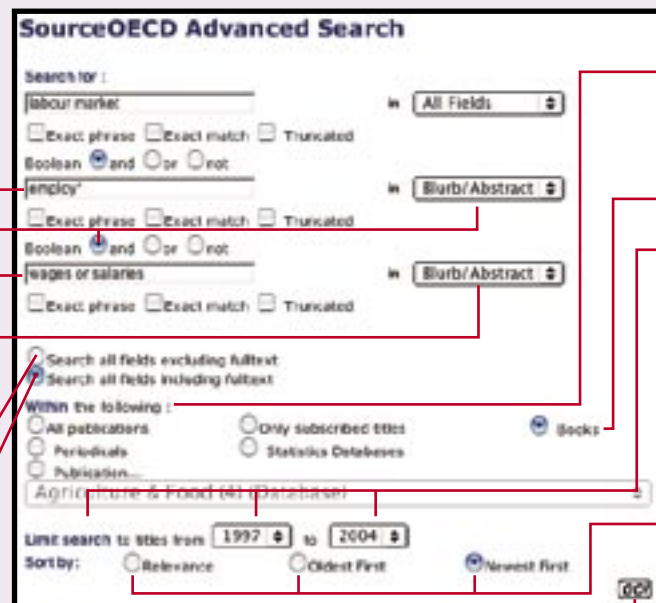 SourceOECD Advanced Search
Search for :
labour market in All Fields
Exact phrase Exact match Truncated
Boolean and or not
employ* in Blurb/Abstract
Exact phrase Exact match Truncated
Boolean and or not
wages or salaries in Blurb/Abstract
Exact phrase Exact match Truncated
Search all fields excluding fulltext
Search all fields including fulltext
Within the following :
All publications Only subscribed titles Books
Periodicals Statistics Databases
Publication...
Agriculture & Food (4) (Database)
Limit search to titles from 1997 to 2004
Sort by: Relevance Oldest First Newest First
GO!